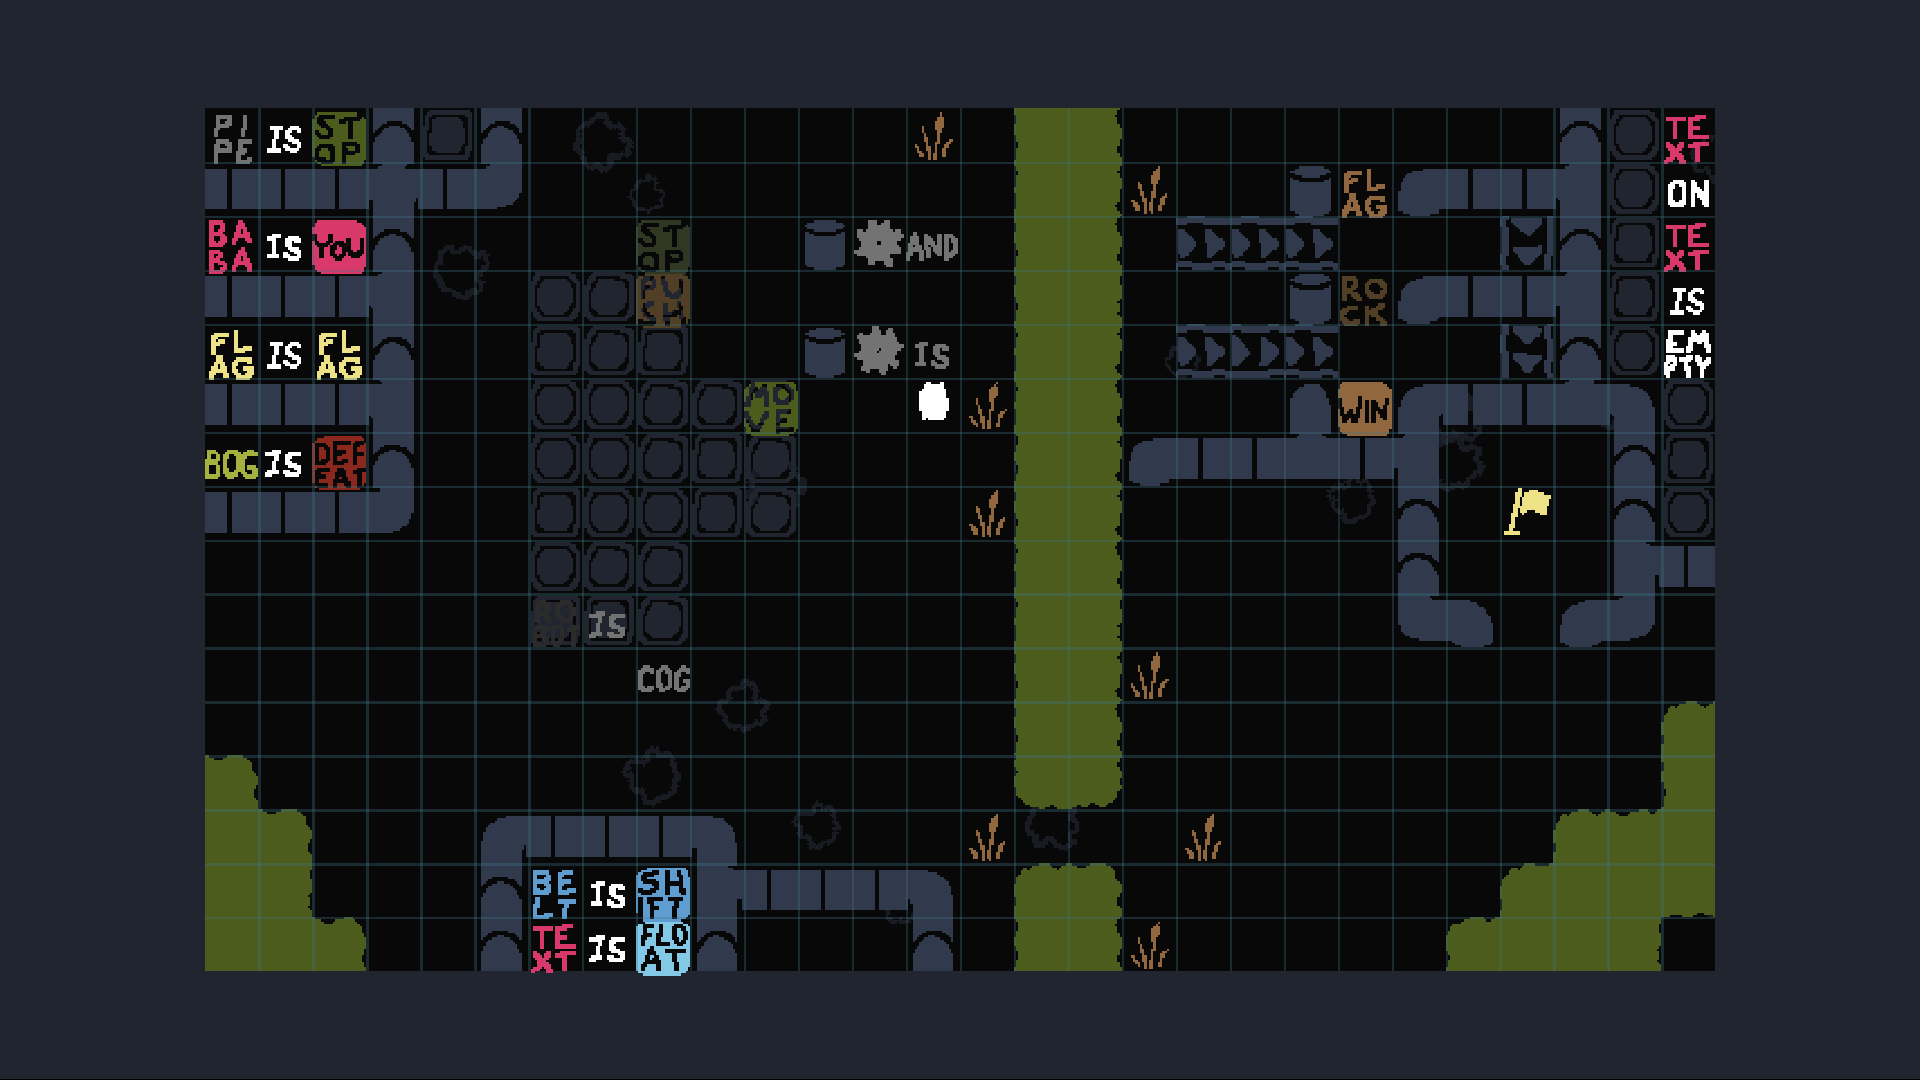 PIPE IS STOP
TEXT
FLAG
ON
BABA IS YOU
STOP
AND
TEXT
PUSH
ROCK
IS
FLAG IS FLAG
IS
EMPTY
MOVE
WIN
BOG IS DEFEAT
ROBOT IS
COG
BELT IS SHIFT
TEXT IS FLOAT